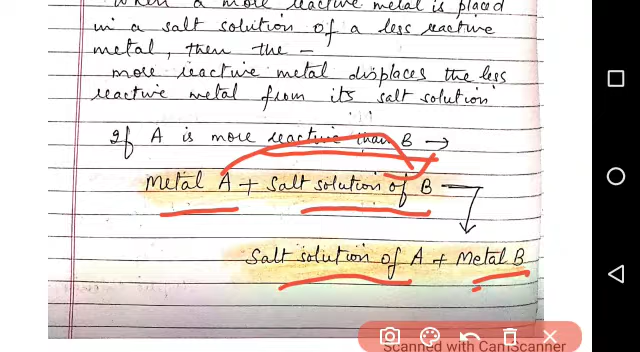 When a more reactive metal is placed
in a salt solution of a less reactive
metal, then the –
more reactive metal displaces the less
reactive metal from its salt solution
If A is more reactive than B →
Metal A + Salt solution of B
Salt solution of A + Metal B
Scanned with CamScanner